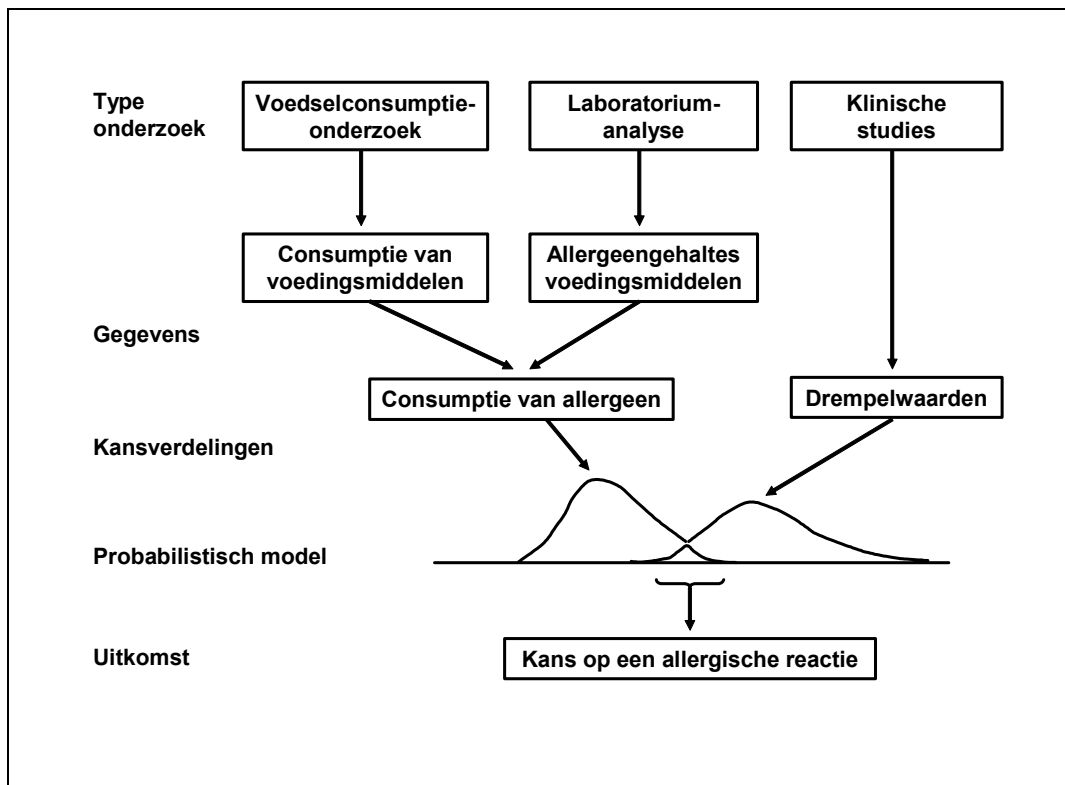 Type
onderzoek
Voedselconsumptie-
onderzoek
Laboratorium-
analyse
Klinische
studies
Consumptie van
voedingsmiddelen
Allergeengehaltes
voedingsmiddelen
Gegevens
Consumptie van allergeen
Drempelwaarden
Kansverdelingen
Probabilistisch model
Uitkomst
Kans op een allergische reactie